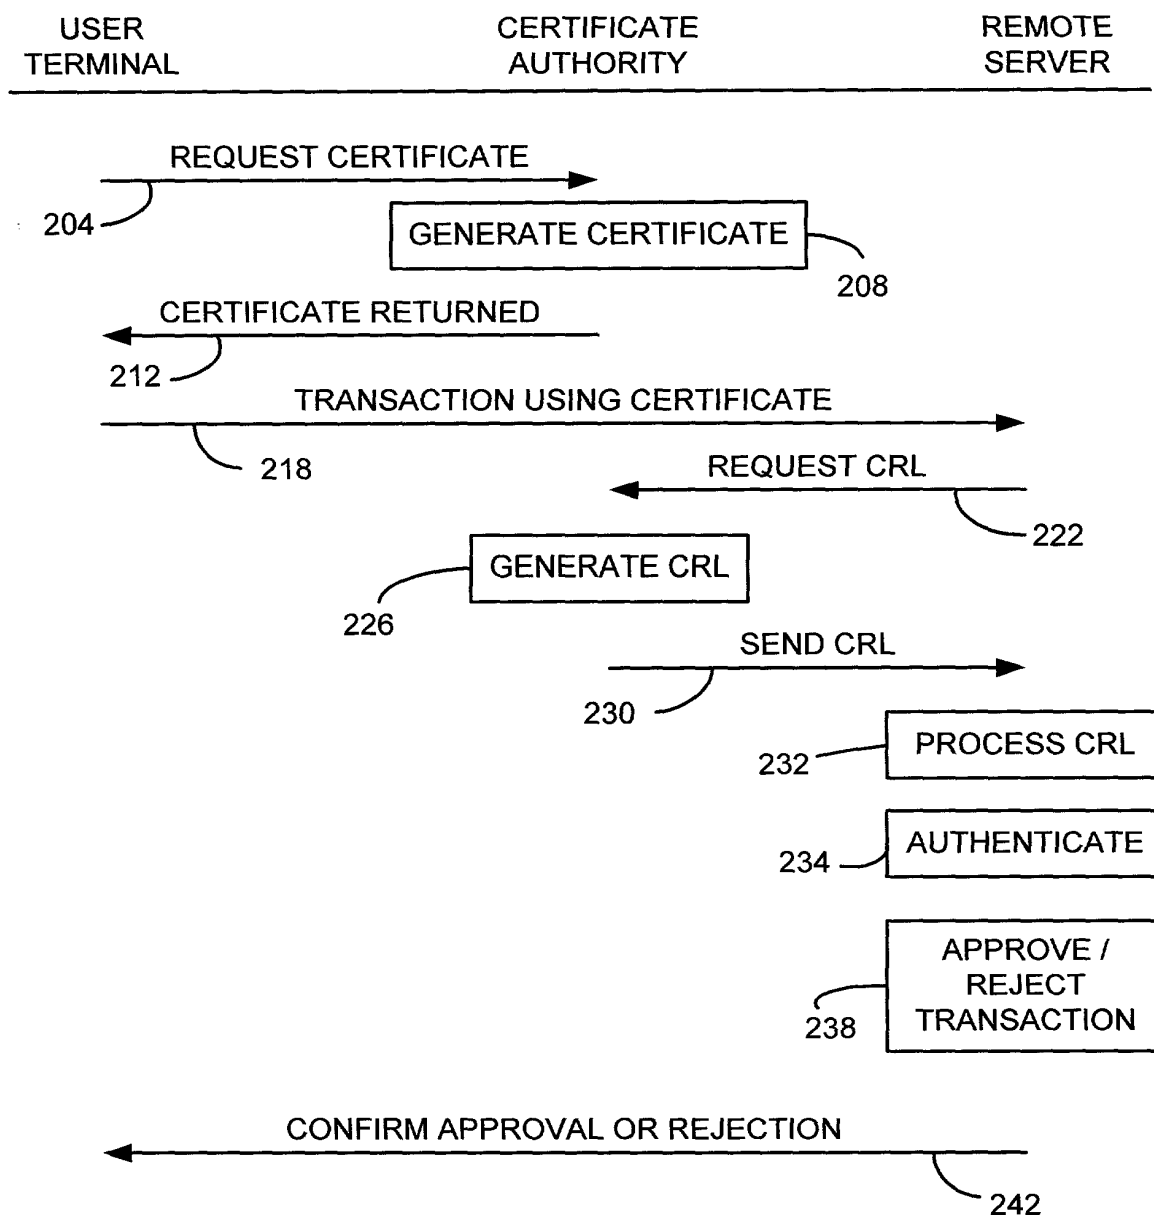 USER
TERMINAL
CERTIFICATE
AUTHORITY
REMOTE
SERVER
REQUEST CERTIFICATE
204
GENERATE CERTIFICATE
208
CERTIFICATE RETURNED
212
TRANSACTION USING CERTIFICATE
218
REQUEST CRL
222
GENERATE CRL
226
SEND CRL
230
PROCESS CRL
232
AUTHENTICATE
234
APPROVE /
REJECT
TRANSACTION
238
CONFIRM APPROVAL OR REJECTION
242